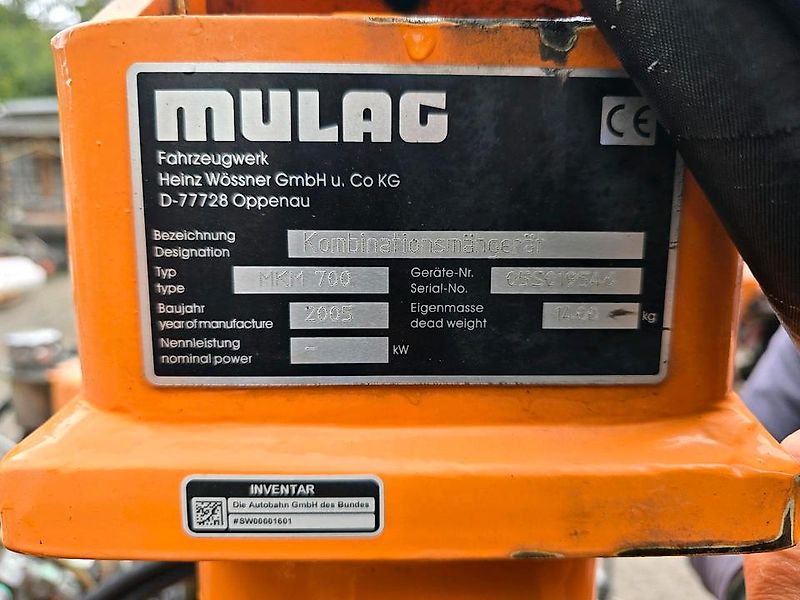 MULAG
CE
Fahrzeugwerk
Heinz Wössner GmbH u. Co KG
D-77728 Oppenau
Bezeichnung
Designation
Kombinationsmähgerär
Typ
type
MKM 700
Geräte-Nr.
Serial-No.
Baujahr
year of manufacture
2005
Eigenmasse
dead weight
1400
kg
Nennleistung
nominal power
-
kW
INVENTAR
Die Autobahn GmbH des Bundes
#SW00001601